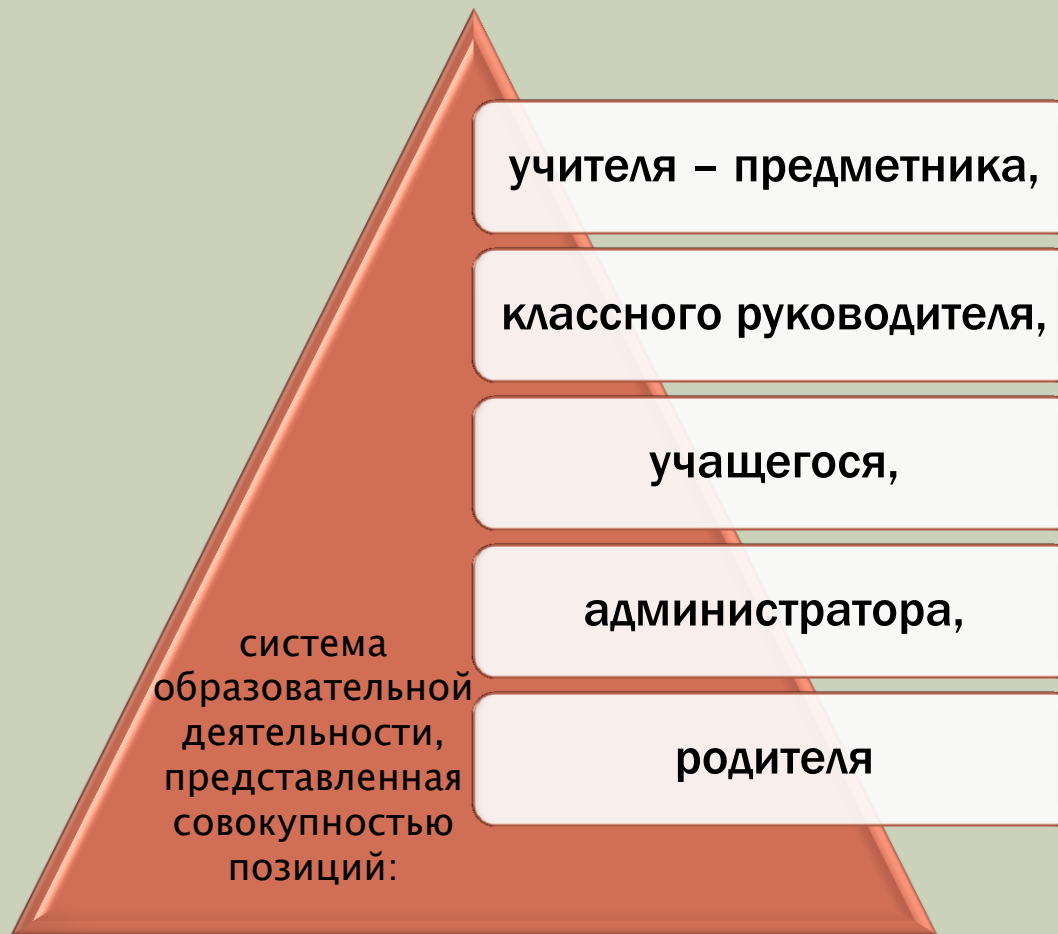 система
образовательной
деятельности,
представленная
совокупностью
позиций:
учителя – предметника,
классного руководителя,
учащегося,
администратора,
родителя